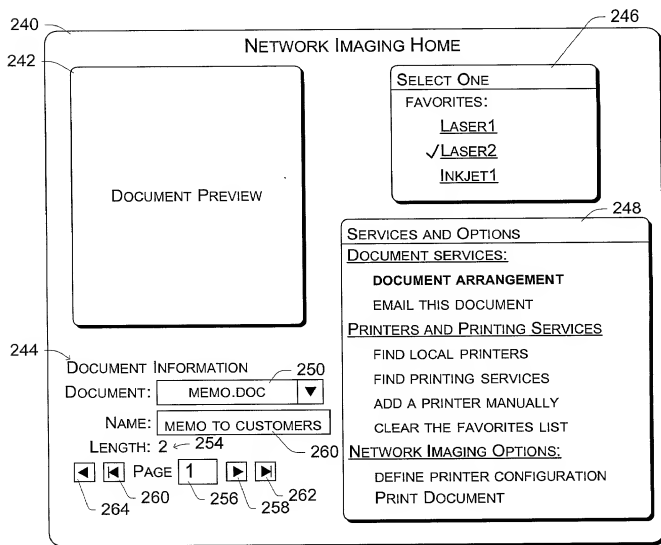 240
NETWORK IMAGING HOME
246
242
SELECT ONE
FAVORITES:
LASER1
✓LASER2
INKJET1
DOCUMENT PREVIEW
248
SERVICES AND OPTIONS
DOCUMENT SERVICES:
DOCUMENT ARRANGEMENT
EMAIL THIS DOCUMENT
PRINTERS AND PRINTING SERVICES
FIND LOCAL PRINTERS
FIND PRINTING SERVICES
ADD A PRINTER MANUALLY
CLEAR THE FAVORITES LIST
NETWORK IMAGING OPTIONS:
DEFINE PRINTER CONFIGURATION
PRINT DOCUMENT
244
DOCUMENT INFORMATION
250
DOCUMENT: MEMO.DOC
NAME: MEMO TO CUSTOMERS
LENGTH: 2 254
260
PAGE 1
264 260 256 258 262